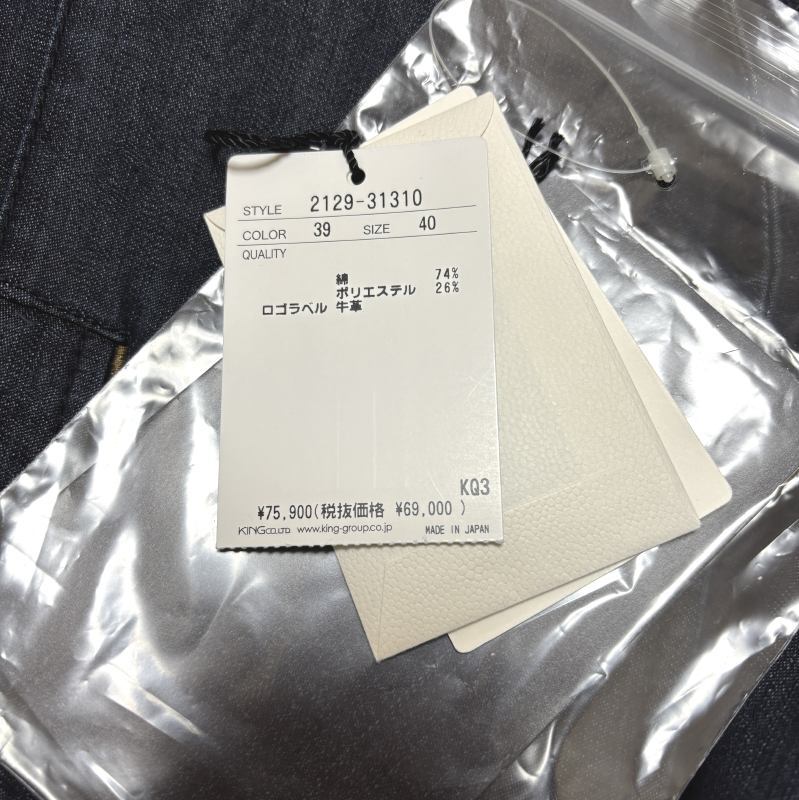 STYLE 2129-31310
COLOR 39 SIZE 40
QUALITY
綿 74%
ポリエステル 26%
ロゴラベル 牛革
KQ3
¥75,900(税抜価格 ¥69,000 )
KING CO.,LTD. www.king-group.co.jp MADE IN JAPAN